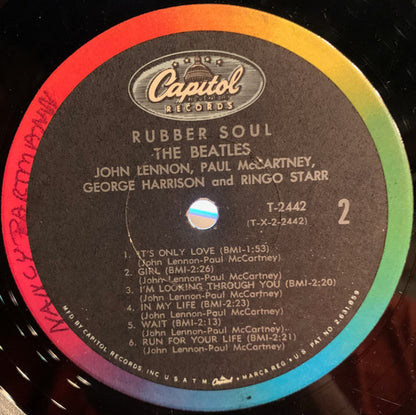 Capitol
RECORDS
RUBBER SOUL
THE BEATLES
JOHN LENNON, PAUL McCARTNEY,
GEORGE HARRISON and RINGO STARR
T-2442
(T-X-2-2442)
2
1. IT'S ONLY LOVE (BMI-1:53)
(John Lennon-Paul McCartney)
2. GIRL (BMI-2:26)
(John Lennon-Paul McCartney)
3. I'M LOOKING THROUGH YOU (BMI-2:20)
(John Lennon-Paul McCartney)
4. IN MY LIFE (BMI-2:23)
(John Lennon-Paul McCartney)
5. WAIT (BMI-2:13)
(John Lennon-Paul McCartney)
6. RUN FOR YOUR LIFE (BMI-2:21)
(John Lennon-Paul McCartney)
MFD BY CAPITOL RECORDS INC U S A T M Capitol MARCA REG. U S PAT NO 2,631,859
NANCY